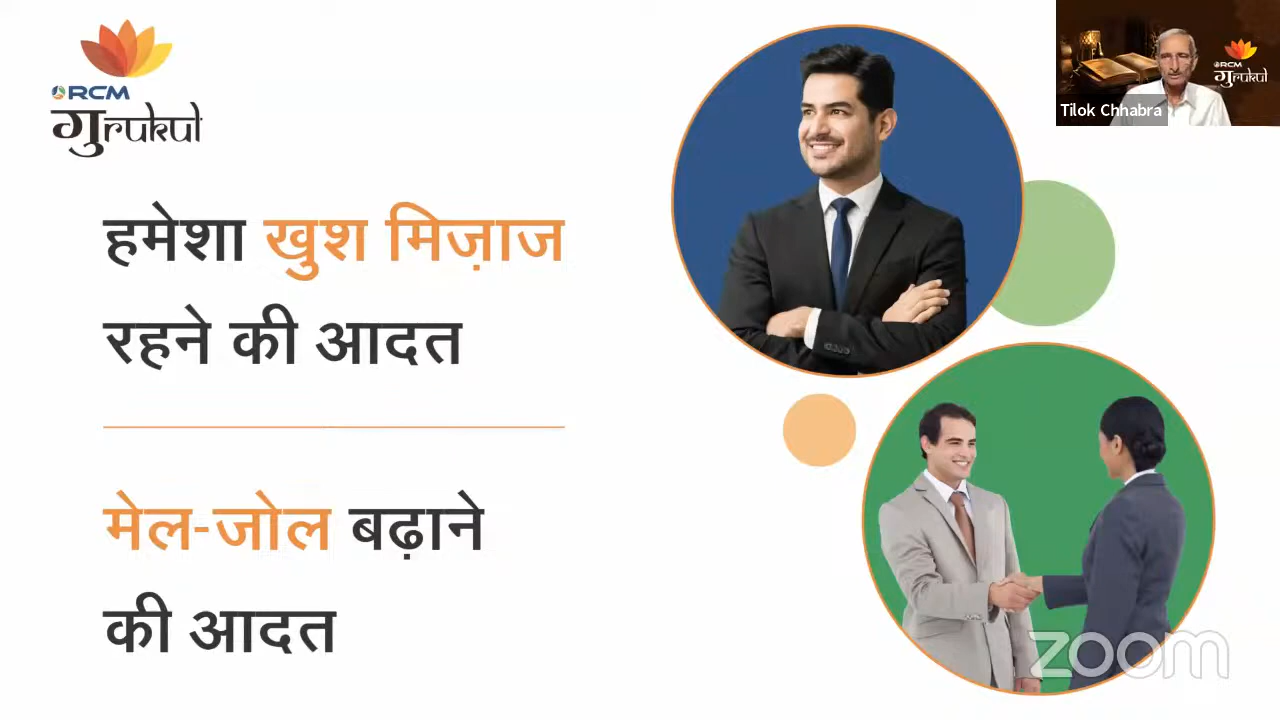 RCM
गुrukul
हमेशा खुश मिज़ाज
रहने की आदत
मेल-जोल बढ़ाने
की आदत
RCM
गुrukul
Tilok Chhabra
zoom